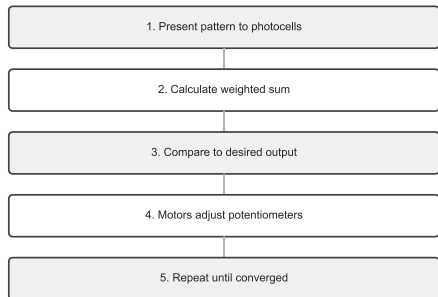 1. Present pattern to photocells
2. Calculate weighted sum
3. Compare to desired output
4. Motors adjust potentiometers
5. Repeat until converged